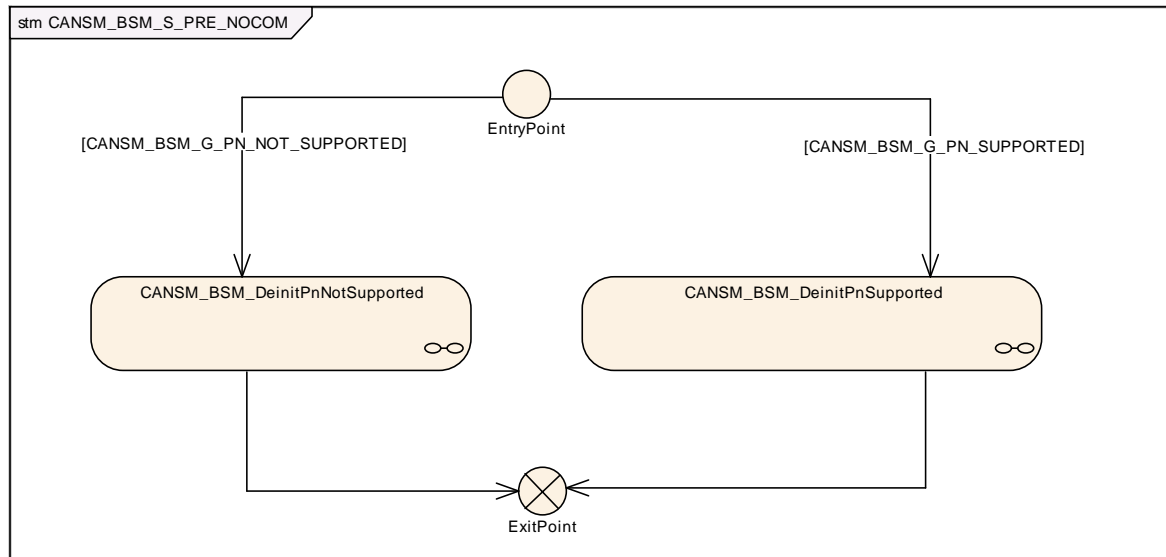 stm CANSM_BSM_S_PRE_NOCOM
EntryPoint
[CANSM_BSM_G_PN_NOT_SUPPORTED]
[CANSM_BSM_G_PN_SUPPORTED]
CANSM_BSM_DeinitPnNotSupported
CANSM_BSM_DeinitPnSupported
ExitPoint